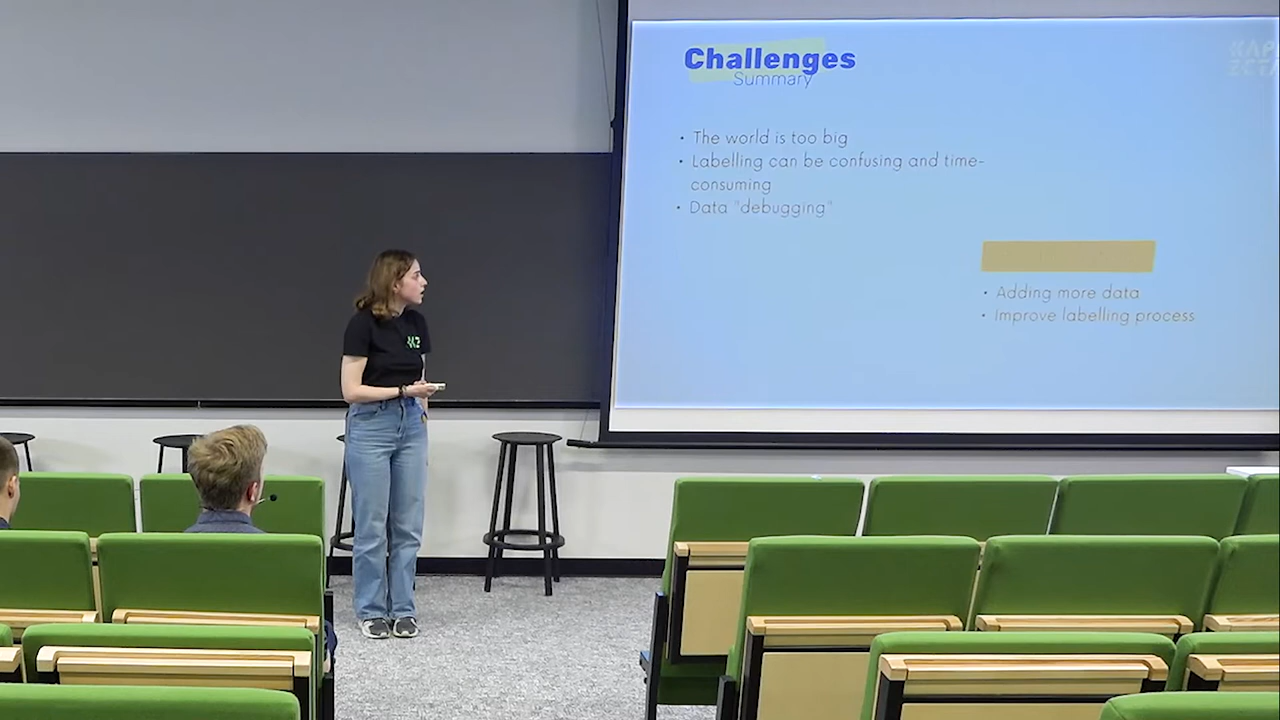 Challenges
Summary
• The world is too big
• Labelling can be confusing and time-
consuming
• Data "debugging"
• Adding more data
• Improve labelling process